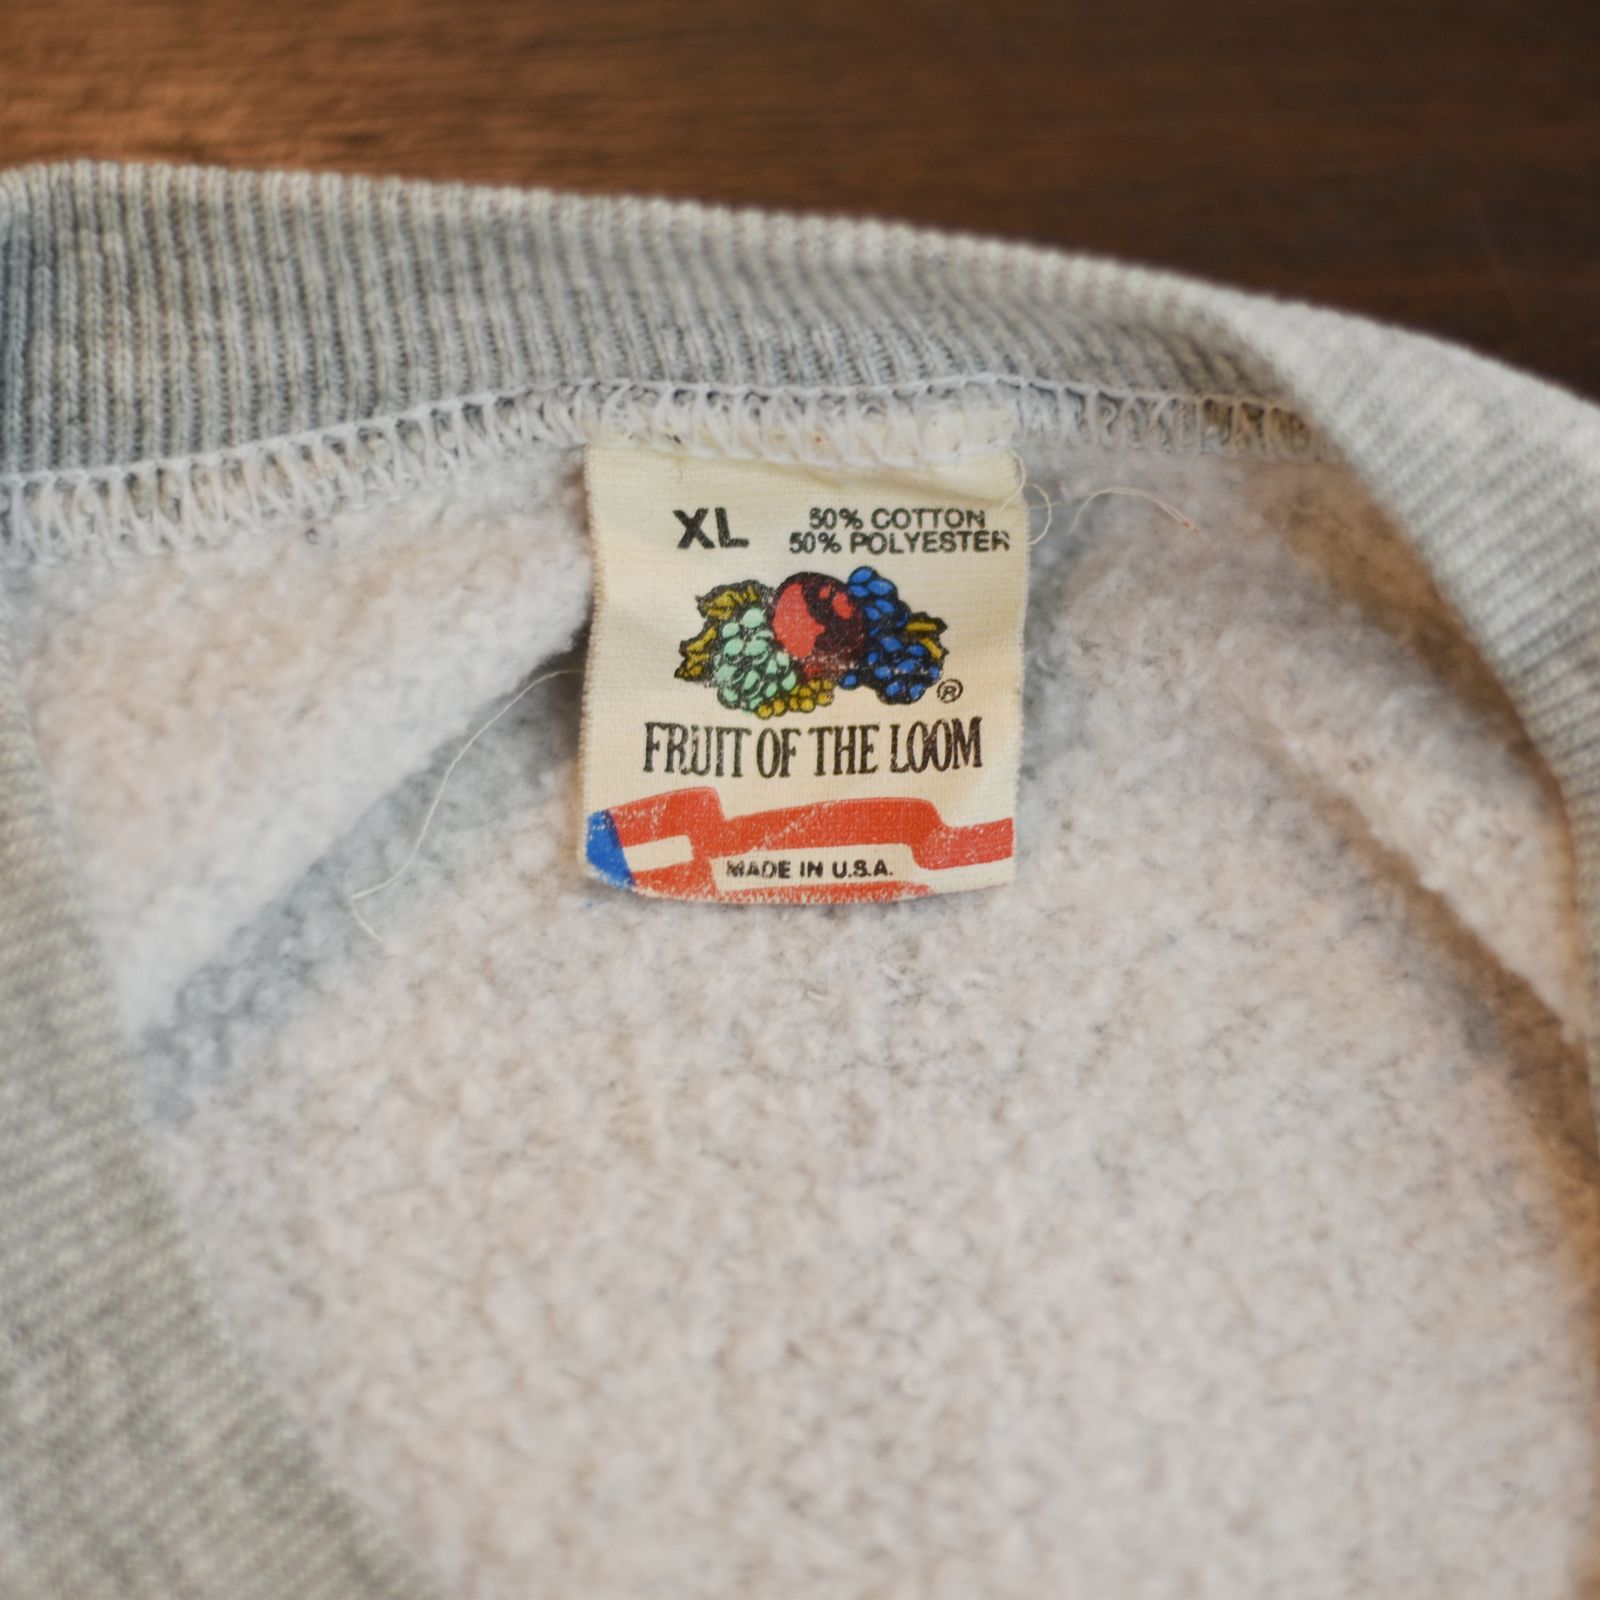 XL
50% COTTON
50% POLYESTER
®
FRUIT OF THE LOOM
MADE IN U.S.A.